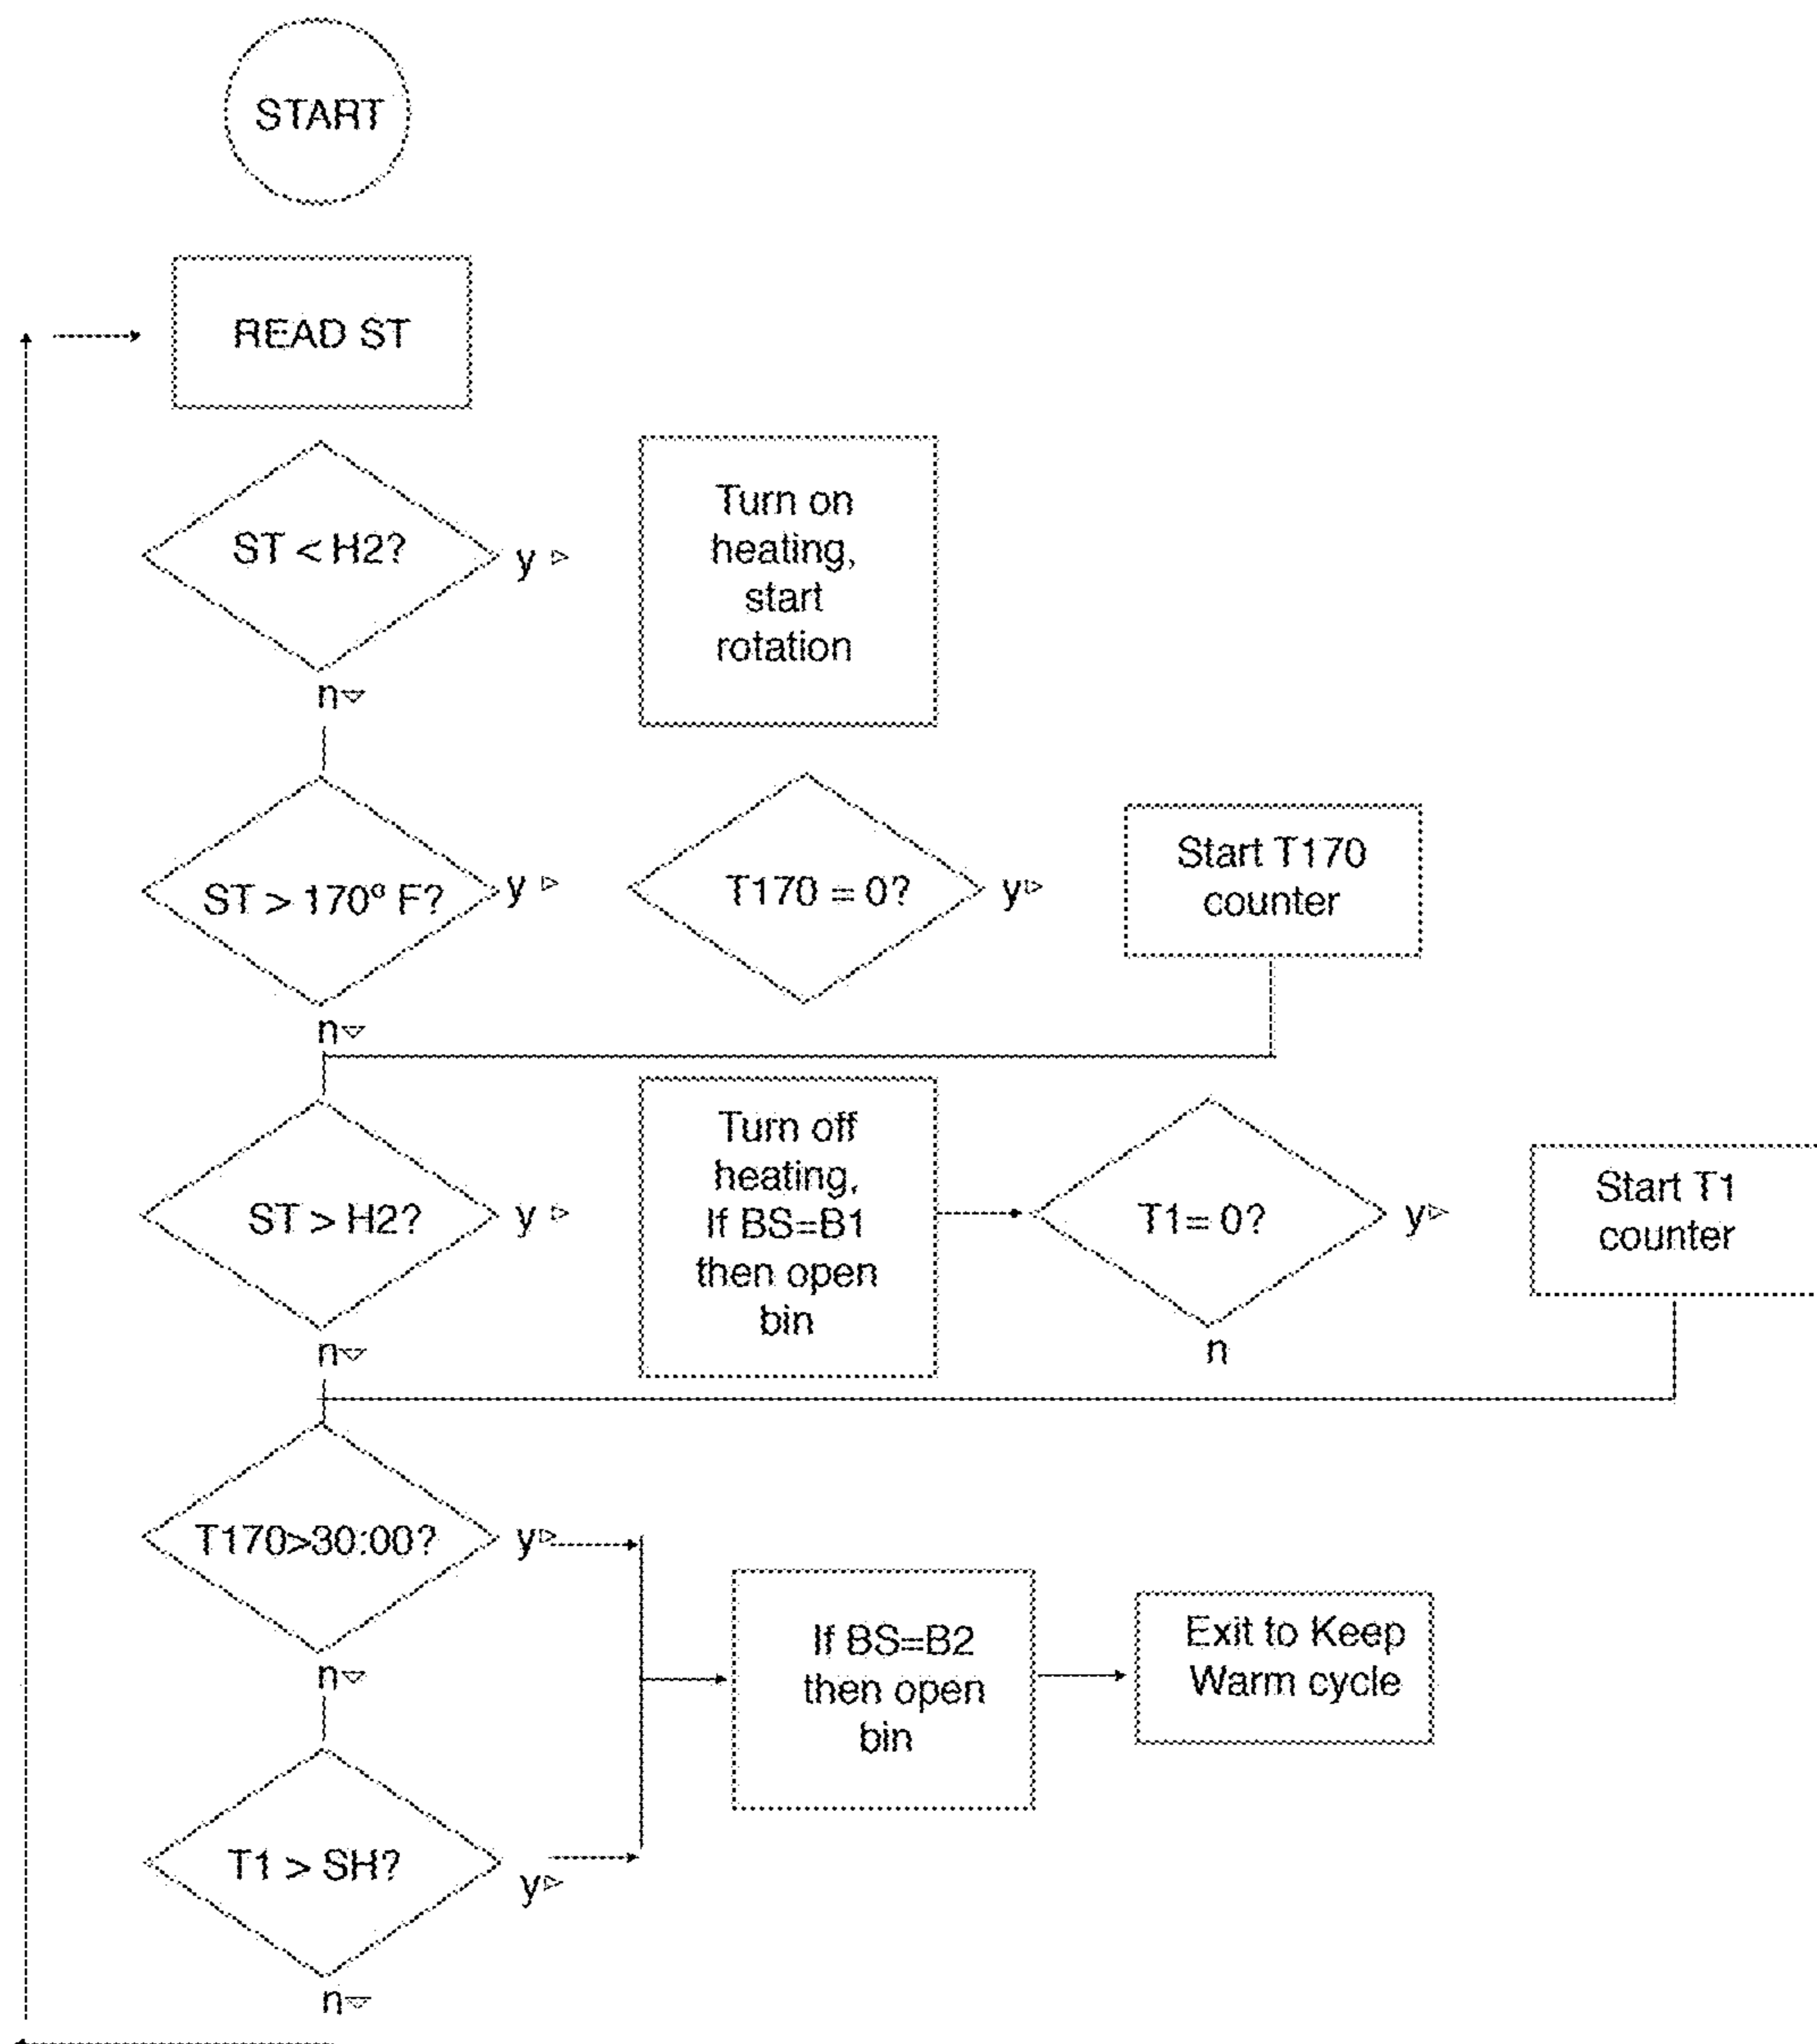 START
READ ST
ST < H2?
y
Turn on
heating,
start
rotation
n
ST > 170º F?
y
T170 = 0?
y
Start T170
counter
n
ST > H2?
y
Turn off
heating,
If BS=B1
then open
bin
T1= 0?
y
Start T1
counter
n
n
T170>30:00?
y
If BS=B2
then open
bin
Exit to Keep
Warm cycle
n
T1 > SH?
y
n